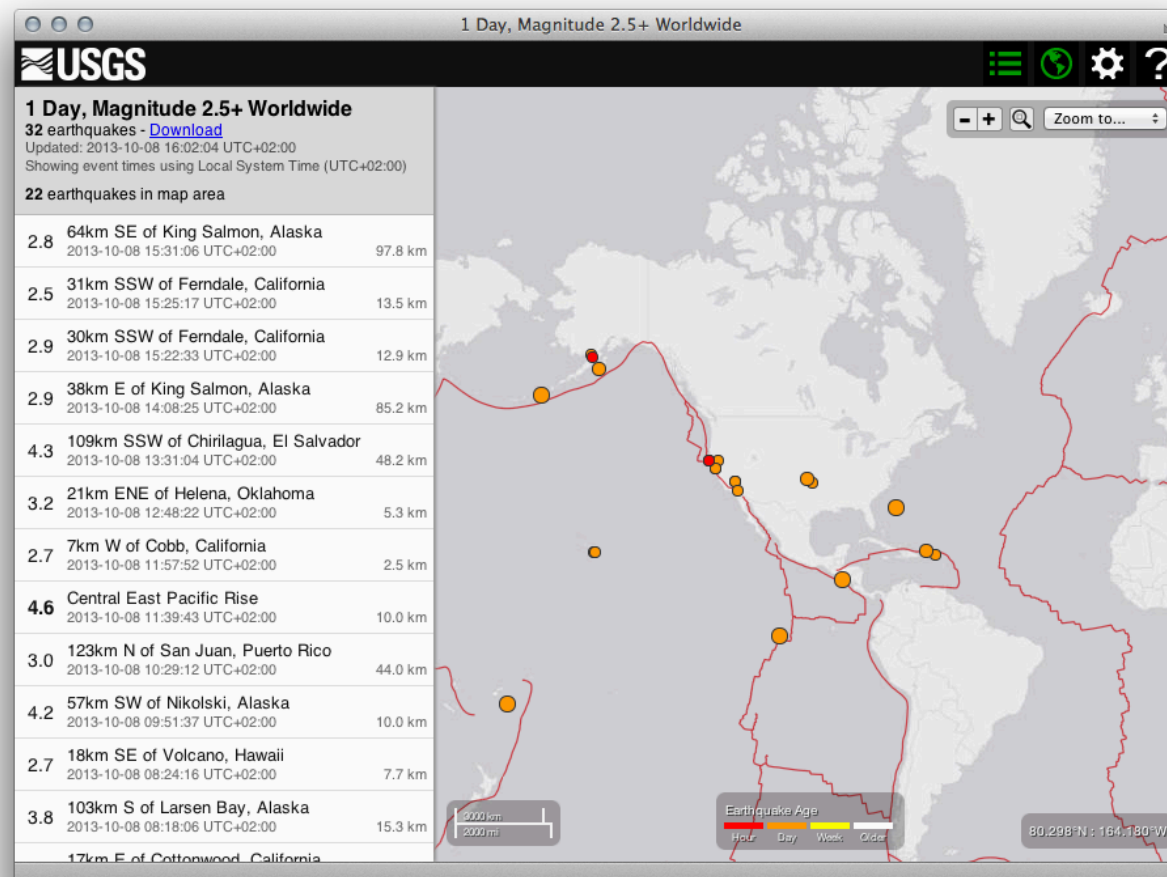 1 Day, Magnitude 2.5+ Worldwide
USGS
?
1 Day, Magnitude 2.5+ Worldwide
32 earthquakes - Download
Updated: 2013-10-08 16:02:04 UTC+02:00
Showing event times using Local System Time (UTC+02:00)
22 earthquakes in map area
2.8 64km SE of King Salmon, Alaska
2013-10-08 15:31:06 UTC+02:00 97.8 km
2.5 31km SSW of Ferndale, California
2013-10-08 15:25:17 UTC+02:00 13.5 km
2.9 30km SSW of Ferndale, California
2013-10-08 15:22:33 UTC+02:00 12.9 km
2.9 38km E of King Salmon, Alaska
2013-10-08 14:08:25 UTC+02:00 85.2 km
4.3 109km SSW of Chirilagua, El Salvador
2013-10-08 13:31:04 UTC+02:00 48.2 km
3.2 21km ENE of Helena, Oklahoma
2013-10-08 12:48:22 UTC+02:00 5.3 km
2.7 7km W of Cobb, California
2013-10-08 11:57:52 UTC+02:00 2.5 km
4.6 Central East Pacific Rise
2013-10-08 11:39:43 UTC+02:00 10.0 km
3.0 123km N of San Juan, Puerto Rico
2013-10-08 10:29:12 UTC+02:00 44.0 km
4.2 57km SW of Nikolski, Alaska
2013-10-08 09:51:37 UTC+02:00 10.0 km
2.7 18km SE of Volcano, Hawaii
2013-10-08 08:24:16 UTC+02:00 7.7 km
3.8 103km S of Larsen Bay, Alaska
2013-10-08 08:18:06 UTC+02:00 15.3 km
17km E of Cottonwood, California
- + Zoom to...
3000 km
2000 mi
Earthquake Age
Hour Day Week Older
80.298°N : 164.180°W